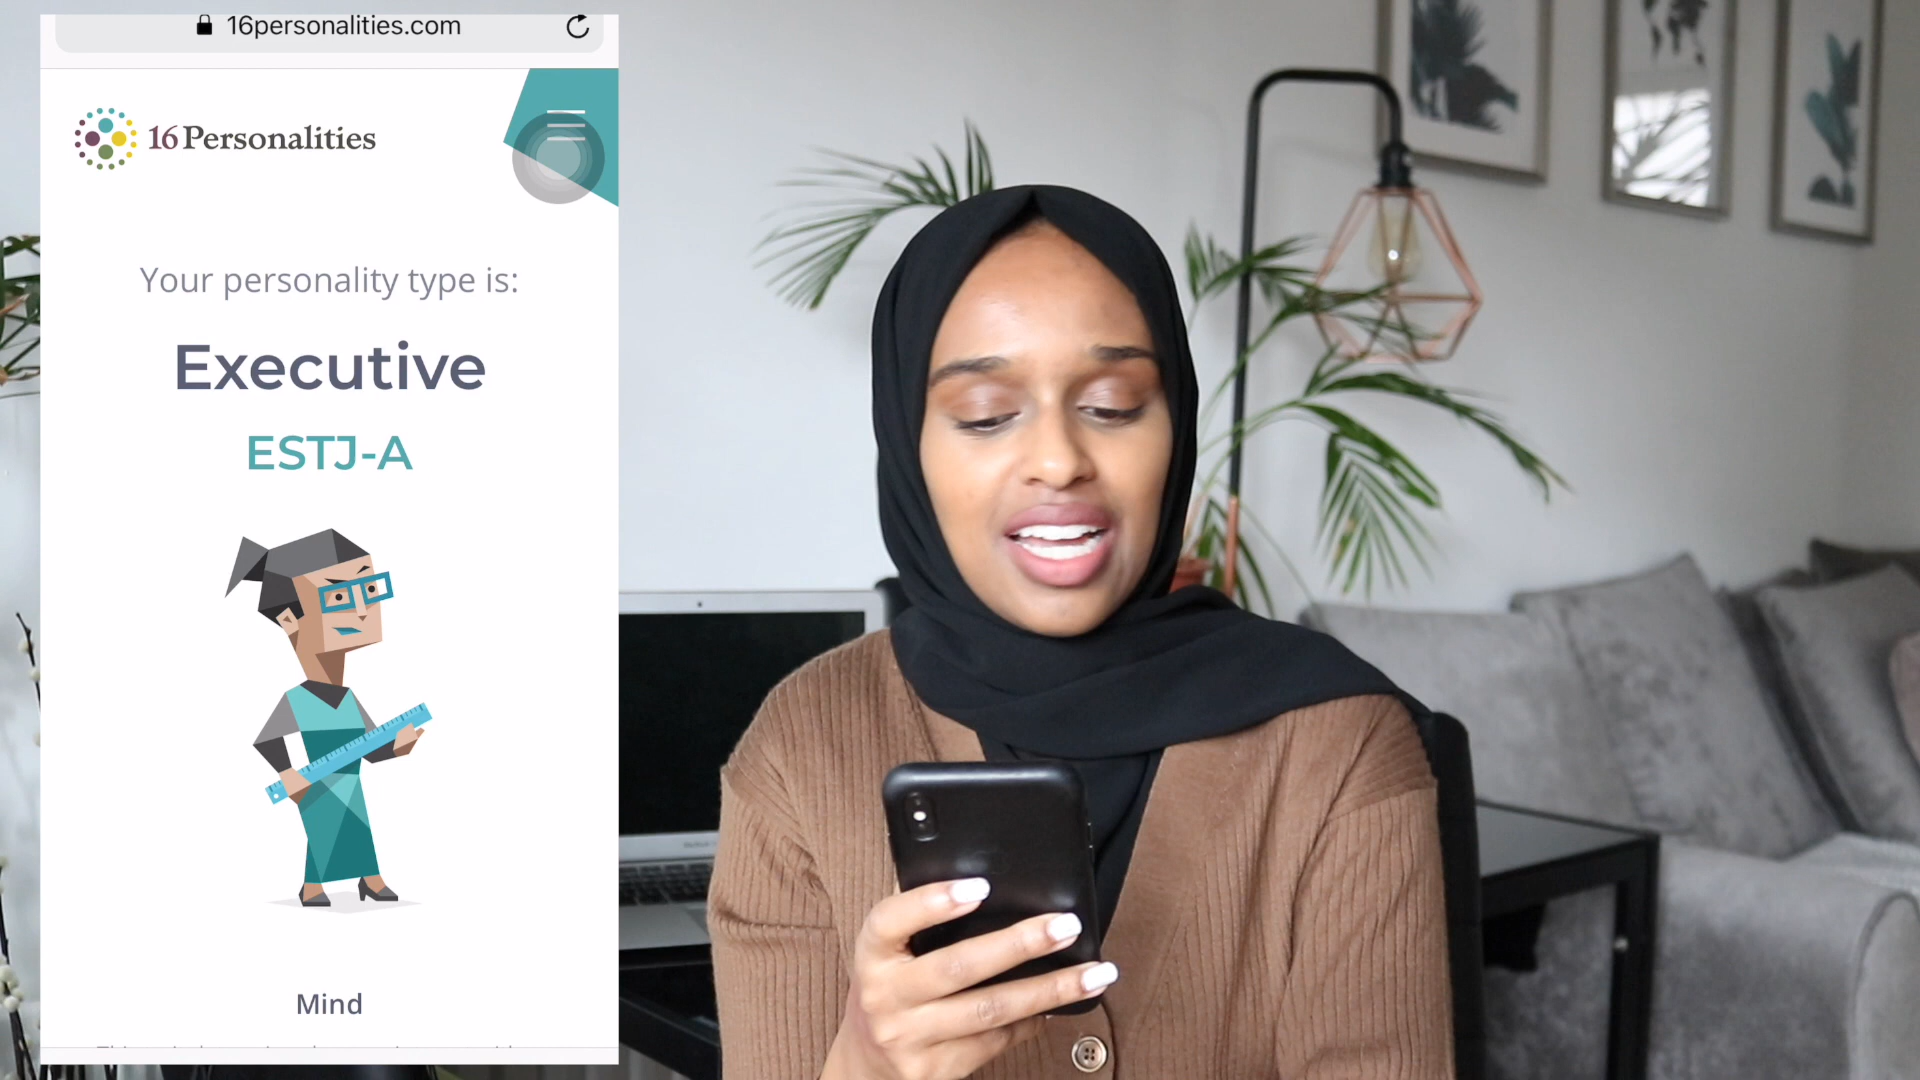 16personalities.com
16Personalities
Your personality type is:
Executive
ESTJ-A
Mind